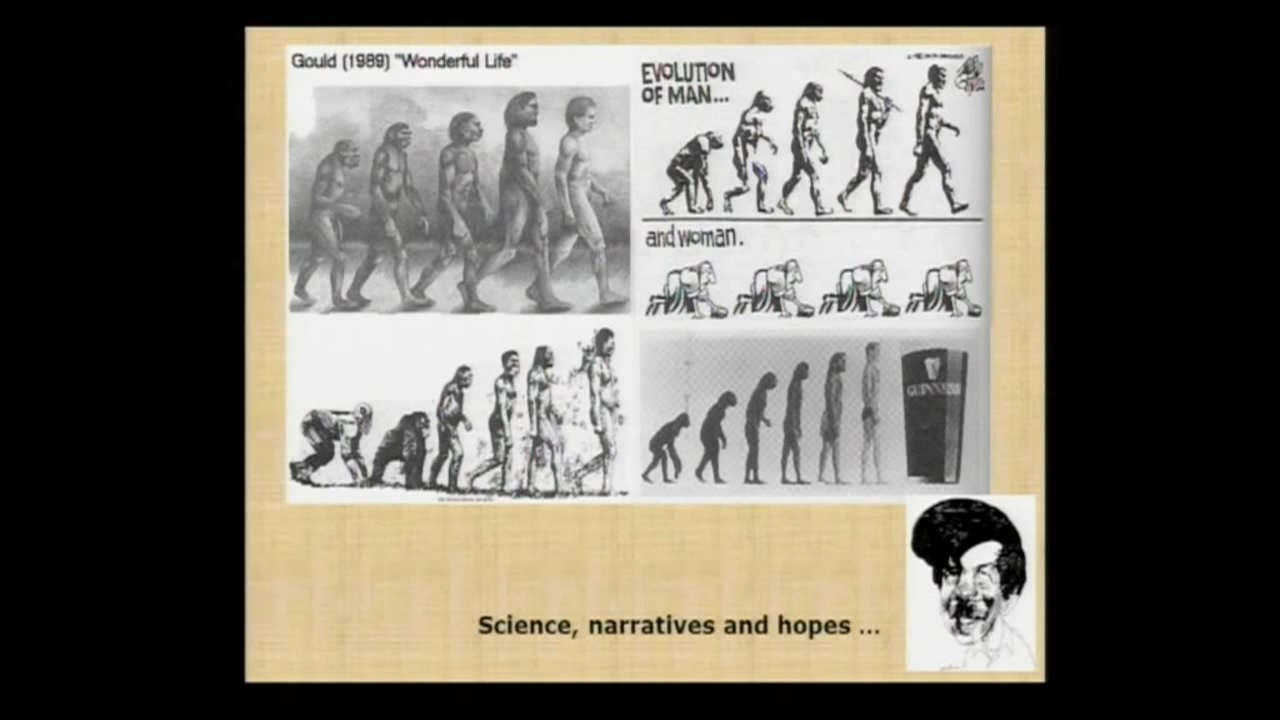 Gould (1989) "Wonderful Life"
EVOLUTION
OF MAN...
and woman.
GUINNESS
Science, narratives and hopes ...